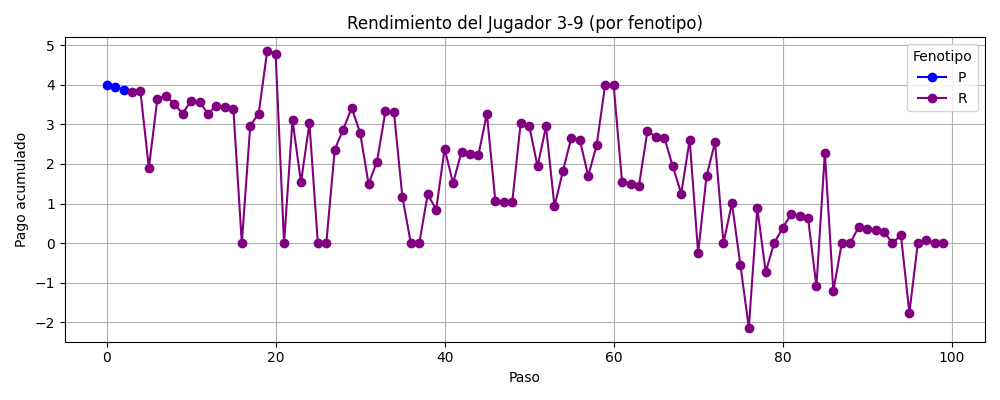 Rendimiento del Jugador 3-9 (por fenotipo)
Pago acumulado
5
4
3
2
1
0
−1
−2
Fenotipo
P
R
0 20 40 60 80 100
Paso